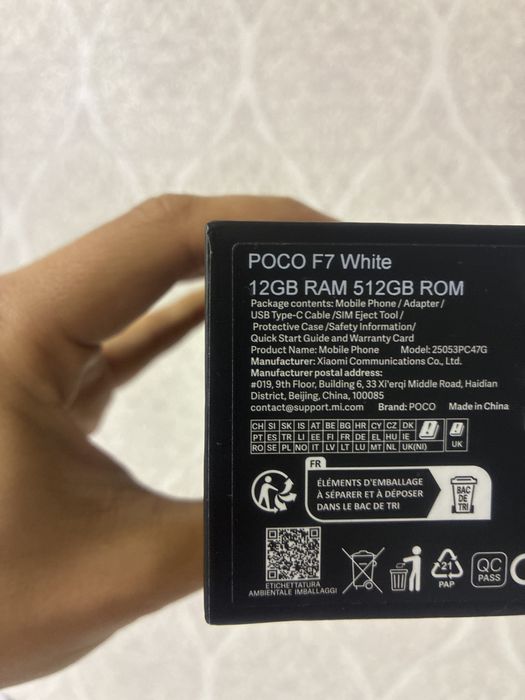 POCO F7 White
12GB RAM 512GB ROM
Package contents: Mobile Phone / Adapter /
USB Type-C Cable /SIM Eject Tool /
Protective Case /Safety Information/
Quick Start Guide and Warranty Card
Product Name: Mobile Phone Model: 25053PC47G
Manufacturer: Xiaomi Communications Co., Ltd.
Manufacturer postal address:
#019, 9th Floor, Building 6, 33 Xi'erqi Middle Road, Haidian
District, Beijing, China, 100085
contact@support.mi.com Brand: POCO Made in China
CH SI SK IS AT BE BG HR CY CZ DK
PT ES TR LI EE FI FR DE EL HU IE
RO SE PL NO IT LV LT LU MT NL UK(NI) UK
FR
ÉLÉMENTS D'EMBALLAGE
À SÉPARER ET À DÉPOSER
DANS LE BAC DE TRI
BAC
DE
TRI
ETICHETTATURA
AMBIENTALE IMBALLAGGI
21
PAP
QC
PASS